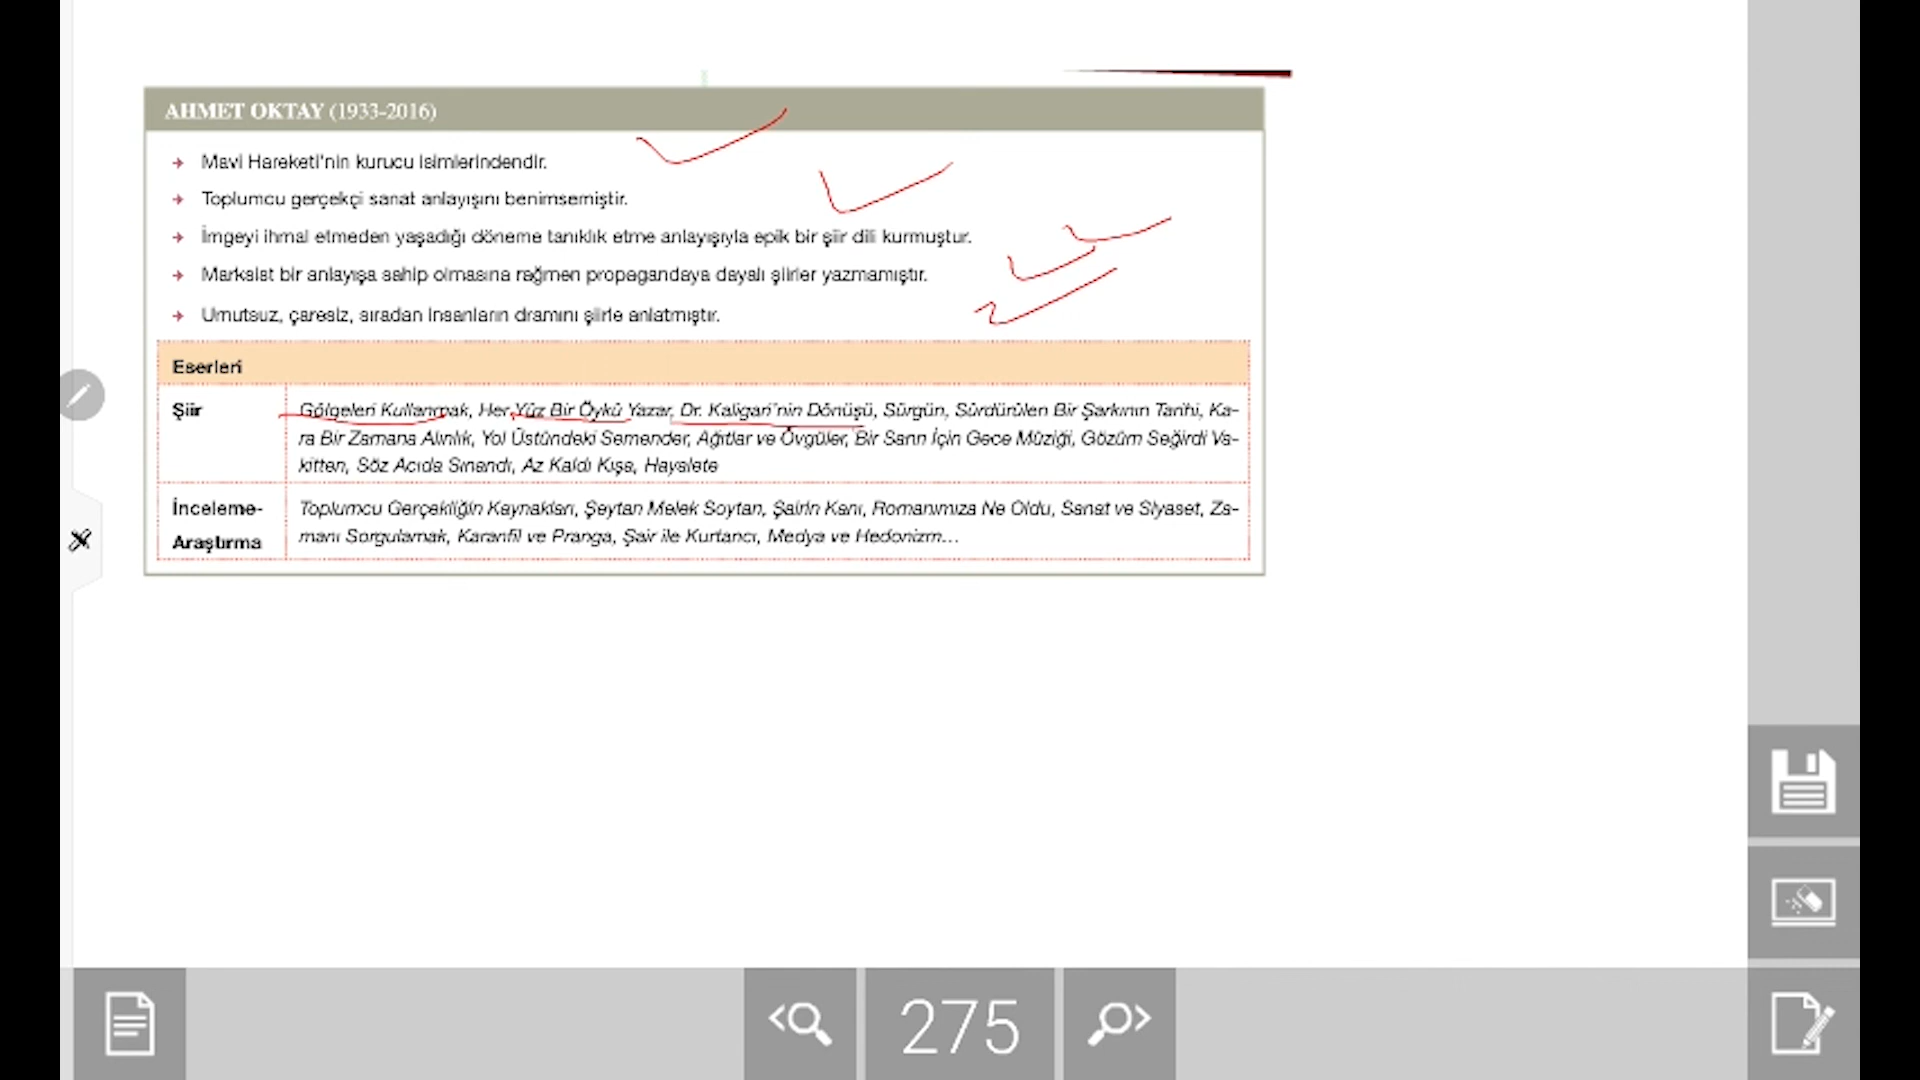 AHMET OKTAY (1933-2016)
Mavi Hareketi'nin kurucu isimlerindendir.
Toplumcu gerçekçi sanat anlayışını benimsemiştir.
İmgeyi ihmal etmeden yaşadığı döneme tanıklık etme anlayışıyla epik bir şiir dili kurmuştur.
Marksist bir anlayışa sahip olmasına rağmen propagandaya dayalı şiirler yazmamıştır.
Umutsuz, çaresiz, sıradan insanların dramını şiirle anlatmıştır.
Eserleri
Şiir
Gölgeleri Kullanmak, Her Yüz Bir Öykü Yazar, Dr. Kaligari'nin Dönüşü, Sürgün, Sürdürülen Bir Şarkının Tarihi, Ka-
ra Bir Zamana Alınlık, Yol Üstündeki Semender, Ağıtlar ve Övgüler, Bir Sanrı İçin Gece Müziği, Gözüm Seğirdi Va-
kitten, Söz Acıda Sınandı, Az Kaldı Kışa, Hayalete
İnceleme-
Araştırma
Toplumcu Gerçekliğin Kaynakları, Şeytan Melek Soytarı, Şairin Kanı, Romanımıza Ne Oldu, Sanat ve Siyaset, Za-
manı Sorgulamak, Karanfil ve Pranga, Şair ile Kurtarıcı, Medya ve Hedonizm...
275